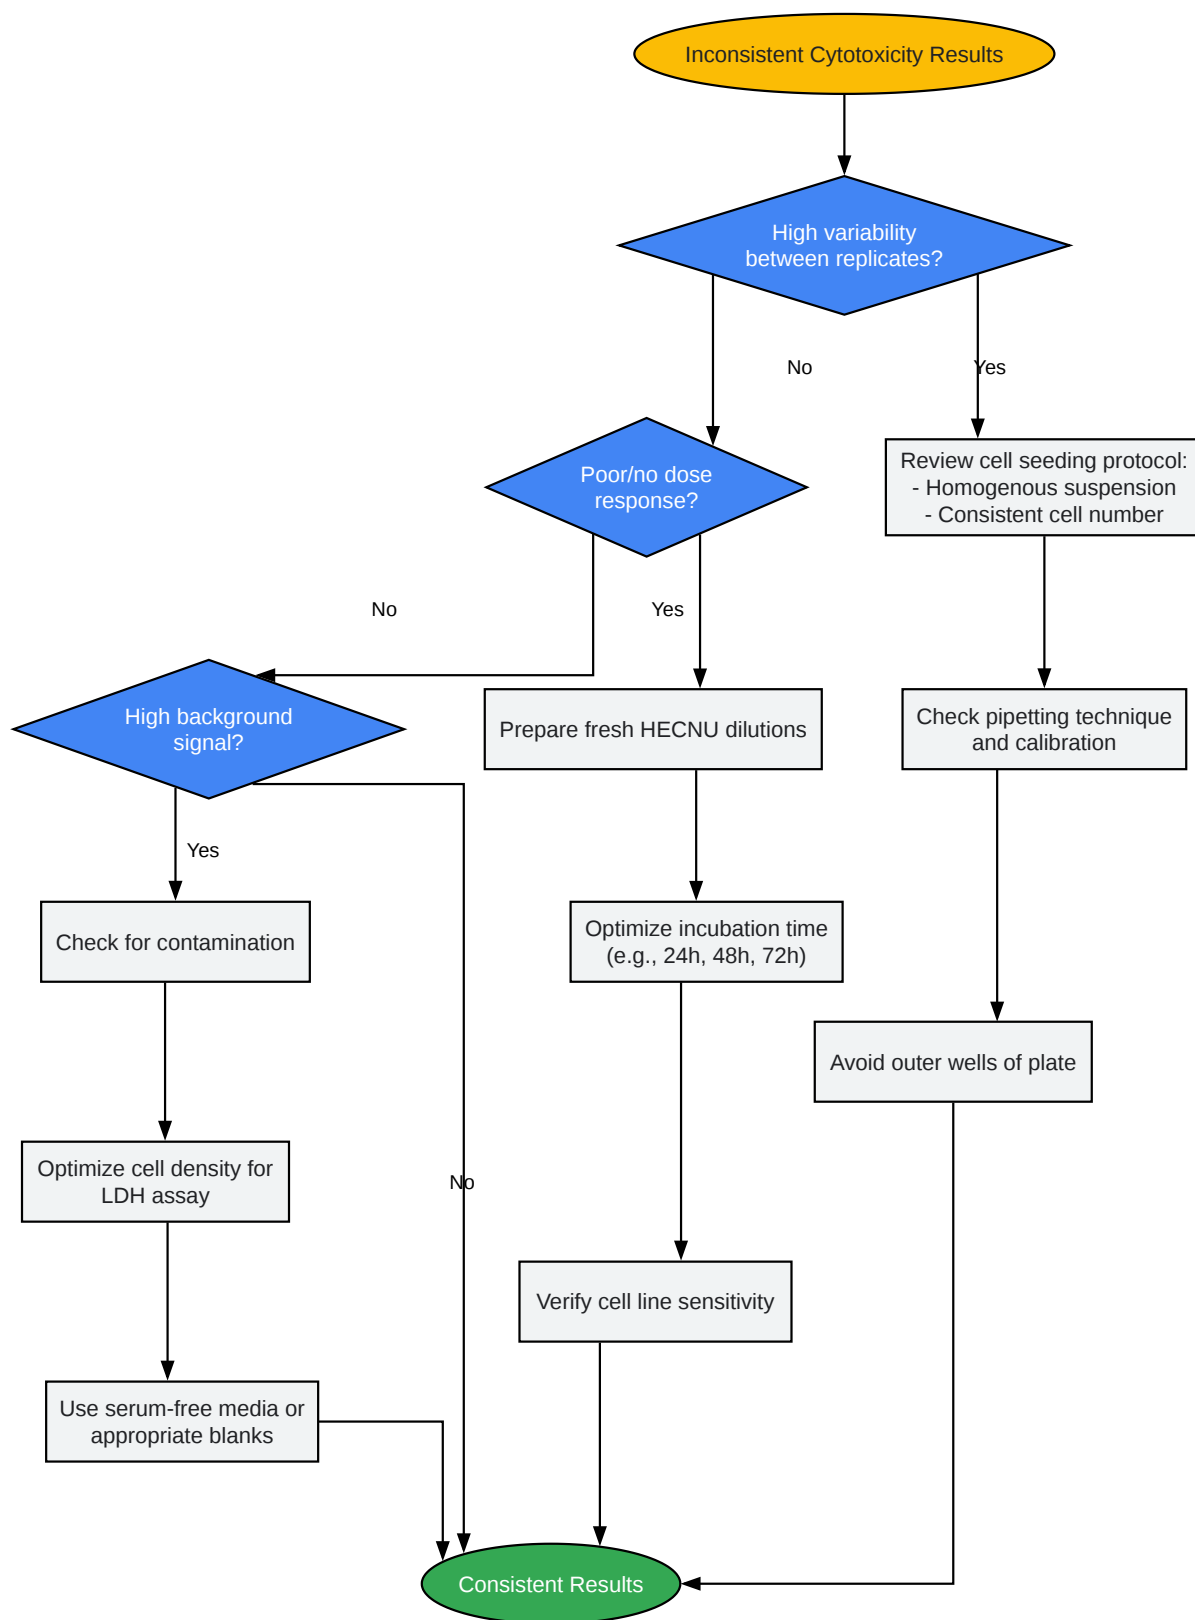 Inconsistent Cytotoxicity Results
High variability
between replicates?
No
Yes
Poor/no dose
response?
Review cell seeding protocol:
- Homogenous suspension
- Consistent cell number
No
Yes
High background
signal?
Prepare fresh HECNU dilutions
Check pipetting technique
and calibration
Yes
Check for contamination
Optimize incubation time
(e.g., 24h, 48h, 72h)
Avoid outer wells of plate
Optimize cell density for
LDH assay
No
Verify cell line sensitivity
Use serum-free media or
appropriate blanks
Consistent Results